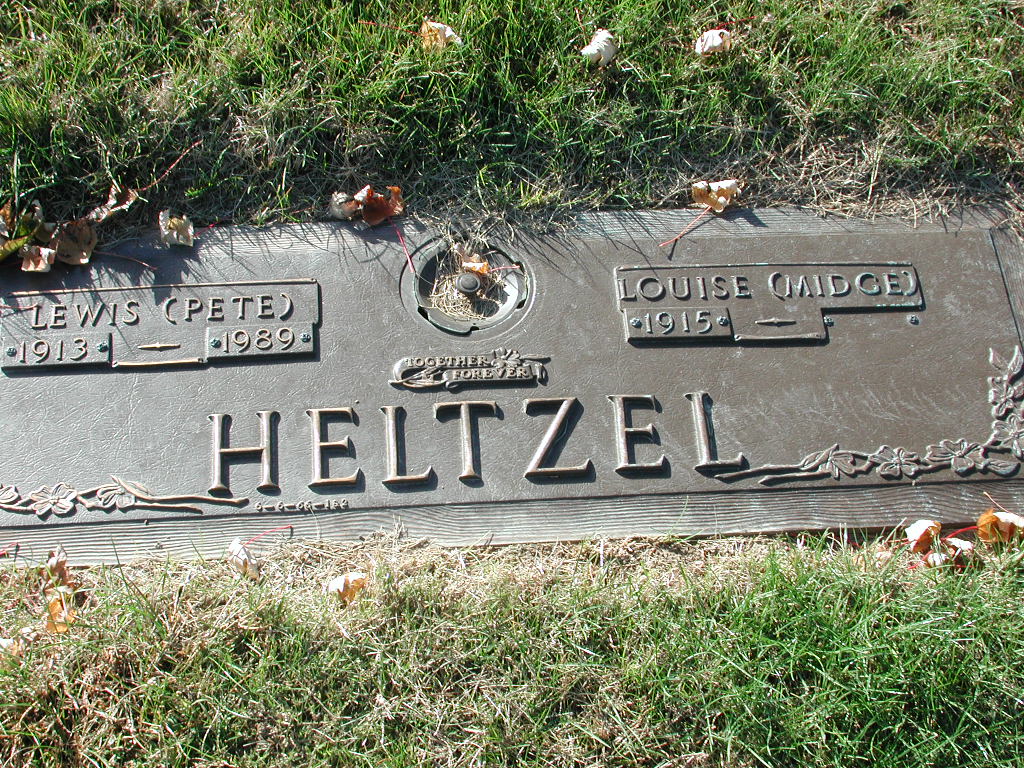 LEWIS (PETE)
1913 1989
LOUISE (MIDGE)
1915
TOGETHER
FOREVER
HELTZEL